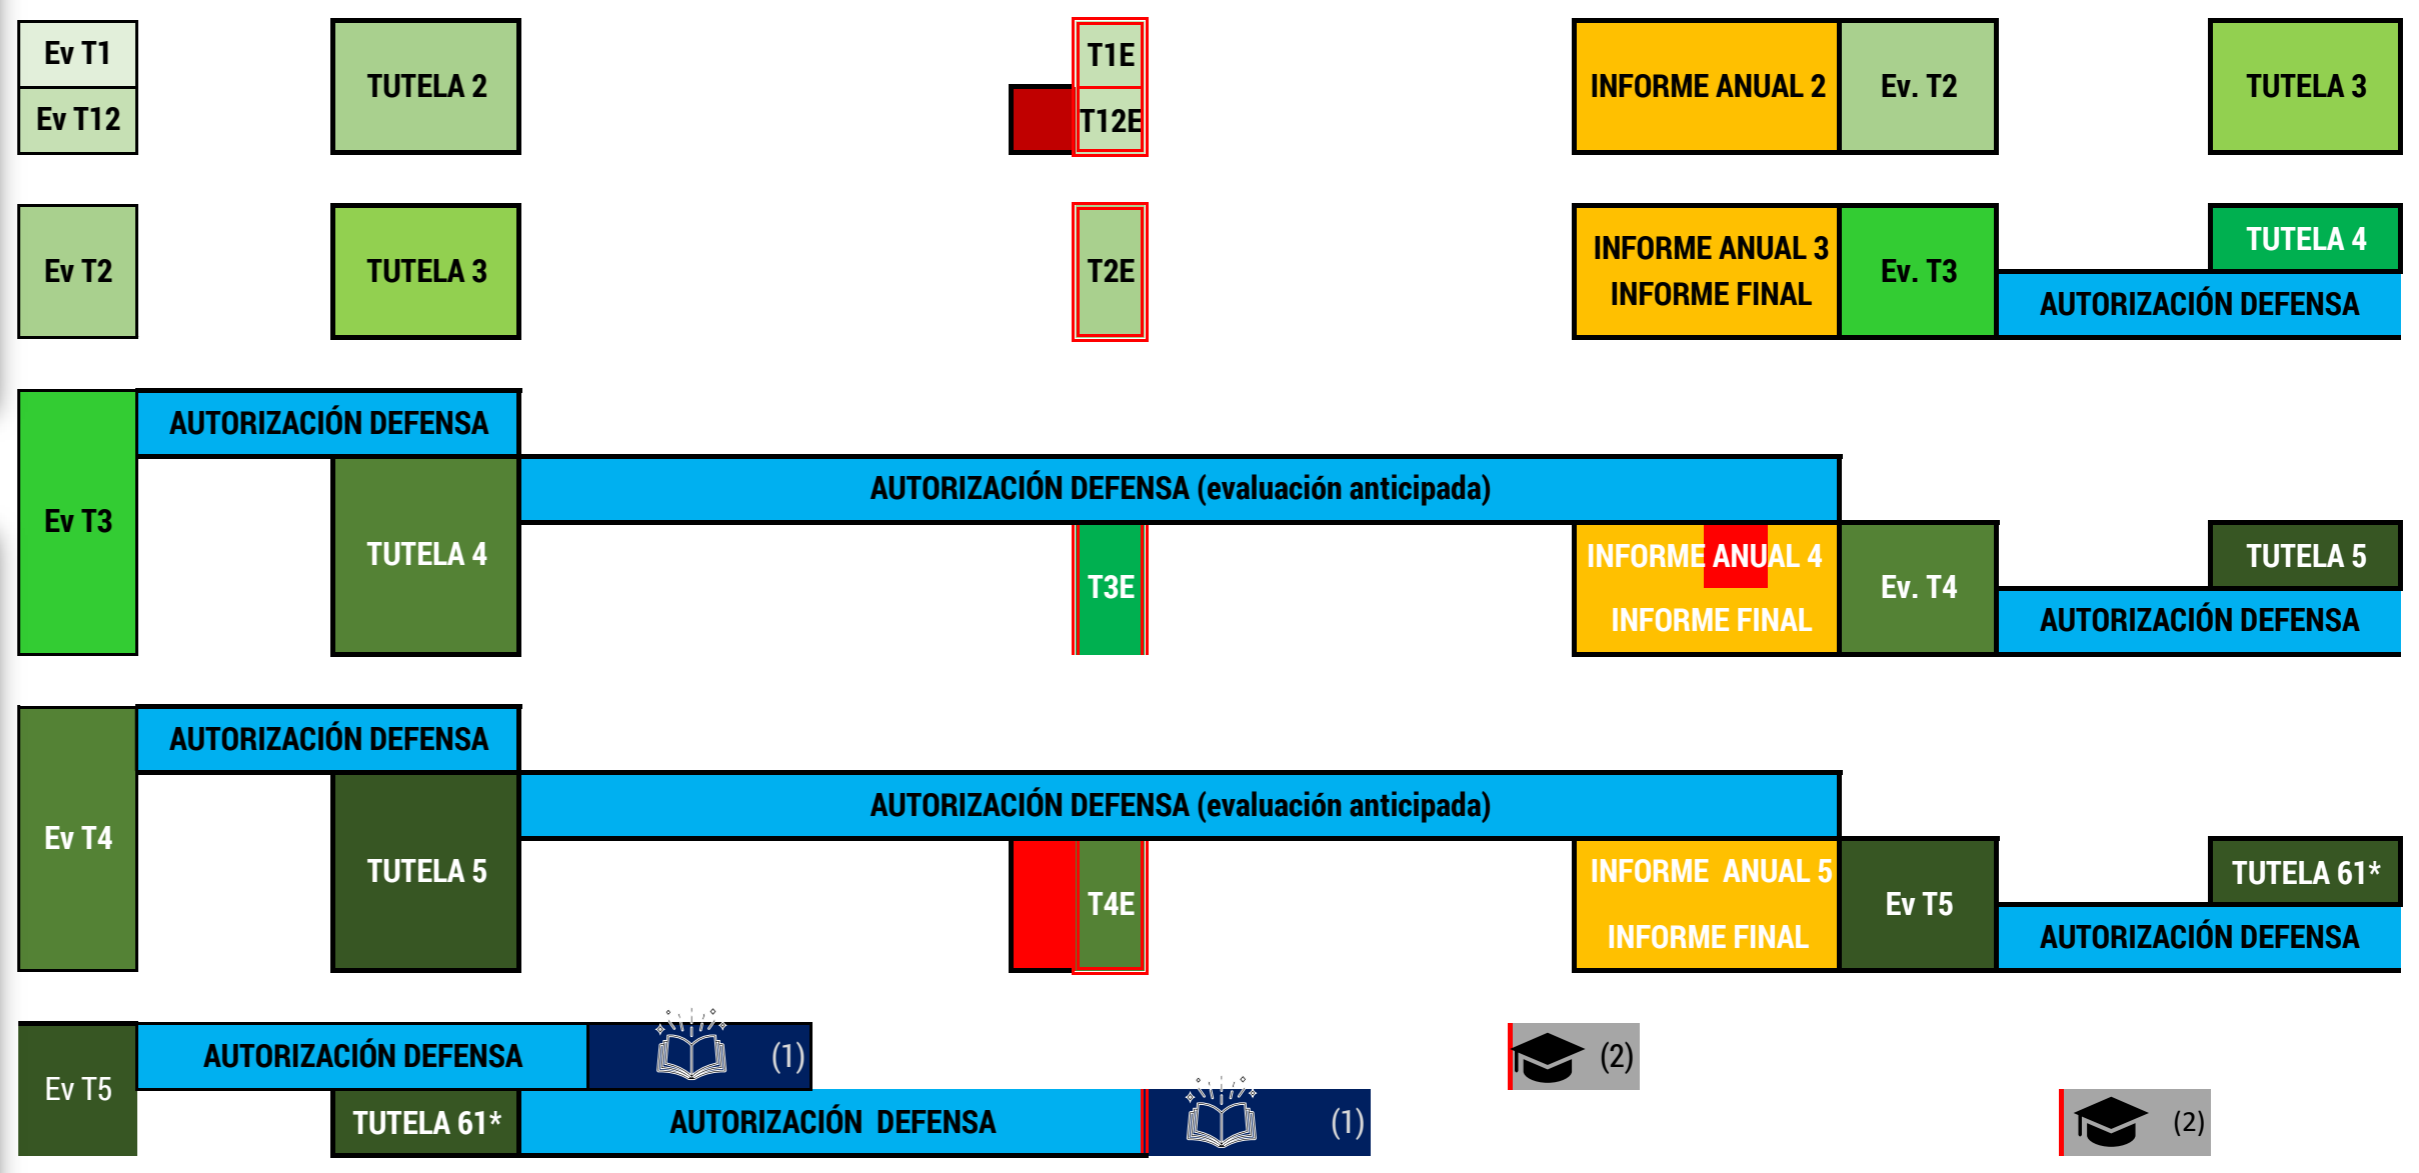 Ev T1
Ev T12
TUTELA 2
T1E
T12E
INFORME ANUAL 2
Ev. T2
TUTELA 3
Ev T2
TUTELA 3
T2E
INFORME ANUAL 3
INFORME FINAL
Ev. T3
TUTELA 4
AUTORIZACIÓN DEFENSA
Ev T3
AUTORIZACIÓN DEFENSA
TUTELA 4
AUTORIZACIÓN DEFENSA (evaluación anticipada)
T3E
INFORME ANUAL 4
INFORME FINAL
Ev. T4
TUTELA 5
AUTORIZACIÓN DEFENSA
Ev T4
AUTORIZACIÓN DEFENSA
TUTELA 5
AUTORIZACIÓN DEFENSA (evaluación anticipada)
T4E
INFORME ANUAL 5
INFORME FINAL
Ev T5
TUTELA 61*
AUTORIZACIÓN DEFENSA
Ev T5
AUTORIZACIÓN DEFENSA
(1)
(2)
TUTELA 61*
AUTORIZACIÓN DEFENSA
(1)
(2)